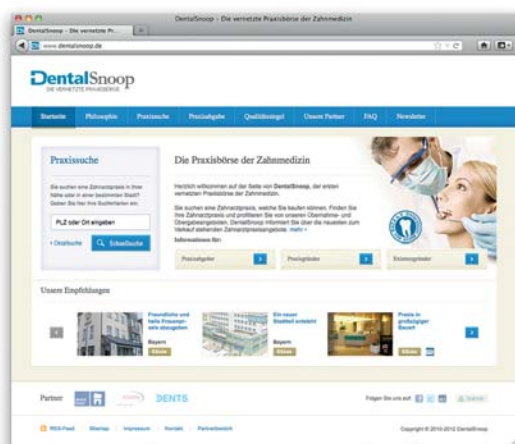 DentalSnoop – Die vernetzte Praxisbörse der Zahnmedizin
DentalSnoop – Die vernetzte Pr...
www.dentalsnoop.de
DentalSnoop
DIE VERNETZTE PRAXISBÖRSE.
Startseite Philosophie Praxissuche Praxisabgabe Qualitätssiegel Unsere Partner FAQ Newsletter
Praxissuche
Sie suchen eine Zahnarztpraxis in Ihrer
Nähe oder in einer bestimmten Stadt?
Geben Sie hier Ihre Suchkriterien ein.
PLZ oder Ort eingeben
Detailsuche
Schnellsuche
Die Praxisbörse der Zahnmedizin
Herzlich willkommen auf der Seite von DentalSnoop, der ersten
vernetzten Praxisbörse der Zahnmedizin.
Sie suchen eine Zahnarztpraxis, welche Sie kaufen können. Finden Sie
Ihre Zahnarztpraxis und profitieren Sie von unseren Übernahme- und
Übergabeangeboten. DentalSnoop informiert Sie über die neuesten zum
Verkauf stehenden Zahnarztpraxisangebote. mehr >
Informationen für:
Praxisabgeber
Praxisgründer
Existenzgründer
Unsere Empfehlungen
Freundliche und
helle
abzugeben
Bayern
Ein neuer
Stadtteil entsteht
Bayern
Praxis in
großzügiger
Bauart
Partner
DENTS
Folgen Sie uns auf:
RSS-Feed Sitemap Impressum Kontakt Partnerbereich
Copyright © 2010-2012 DentalSnoop